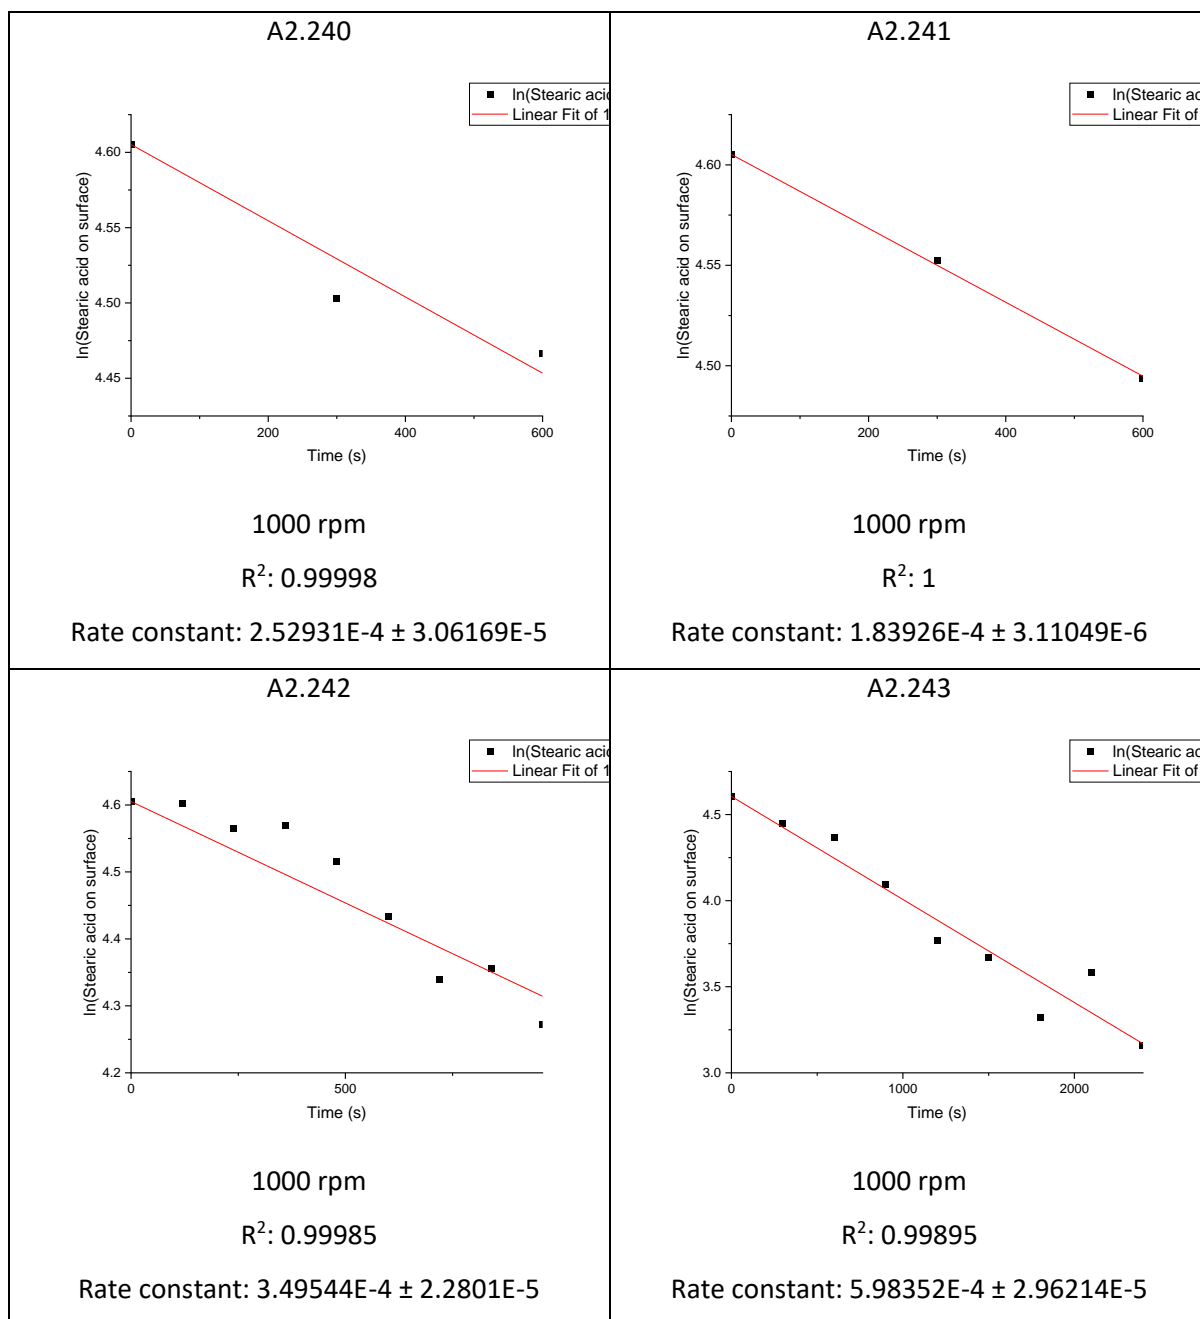 A2.240
ln(Stearic acid
Linear Fit of 1
4.60
4.55
4.50
4.45
ln(Stearic acid on surface)
0 200 400 600
Time (s)
1000 rpm
R²: 0.99998
Rate constant: 2.52931E-4 ± 3.06169E-5
A2.241
ln(Stearic ac
Linear Fit of
4.60
4.55
4.50
ln(Stearic acid on surface)
0 200 400 600
Time (s)
1000 rpm
R²: 1
Rate constant: 1.83926E-4 ± 3.11049E-6
A2.242
ln(Stearic acid
Linear Fit of 1
4.6
4.5
4.4
4.3
4.2
ln(Stearic acid on surface)
0 500
Time (s)
1000 rpm
R²: 0.99985
Rate constant: 3.49544E-4 ± 2.2801E-5
A2.243
ln(Stearic ac
Linear Fit of
4.5
4.0
3.5
3.0
ln(Stearic acid on surface)
0 1000 2000
Time (s)
1000 rpm
R²: 0.99895
Rate constant: 5.98352E-4 ± 2.96214E-5